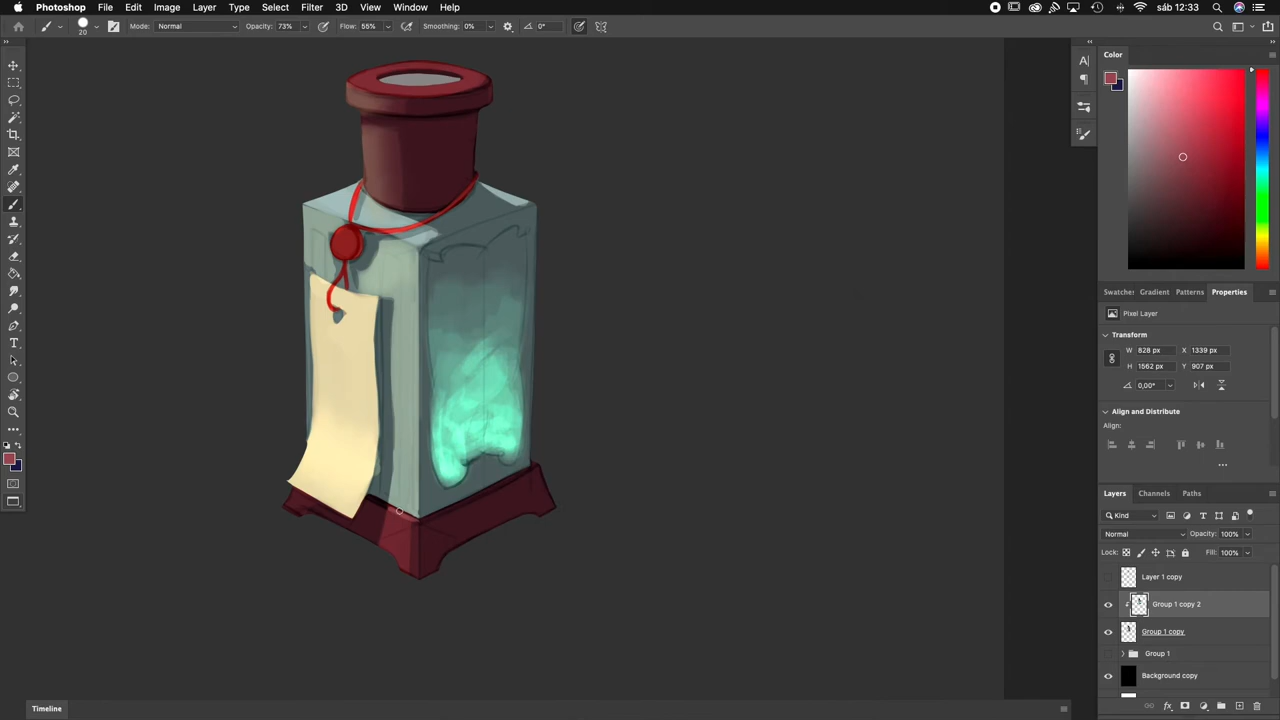 Photoshop File Edit Image Layer Type Select Filter 3D View Window Help sáb 12:33
20 Mode: Normal Opacity: 73% Flow: 55% Smoothing: 0% 0°
Color
Swatches Gradient Patterns Properties
Pixel Layer
Transform
W 828 px X 1339 px
H 1562 px Y 907 px
0,00°
Align and Distribute
Align:
Layers Channels Paths
Kind
Normal Opacity: 100%
Lock: Fill: 100%
Layer 1 copy
Group 1 copy 2
Group 1 copy
Group 1
Background copy
Timeline